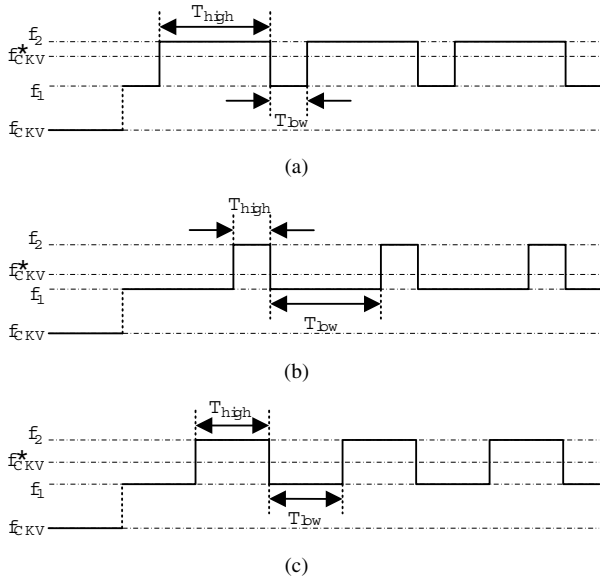 T_high
f_2
f*_CKV
f_1
f_CKV
T_low
(a)
T_high
f_2
f*_CKV
f_1
f_CKV
T_low
(b)
T_high
f_2
f*_CKV
f_1
f_CKV
T_low
(c)